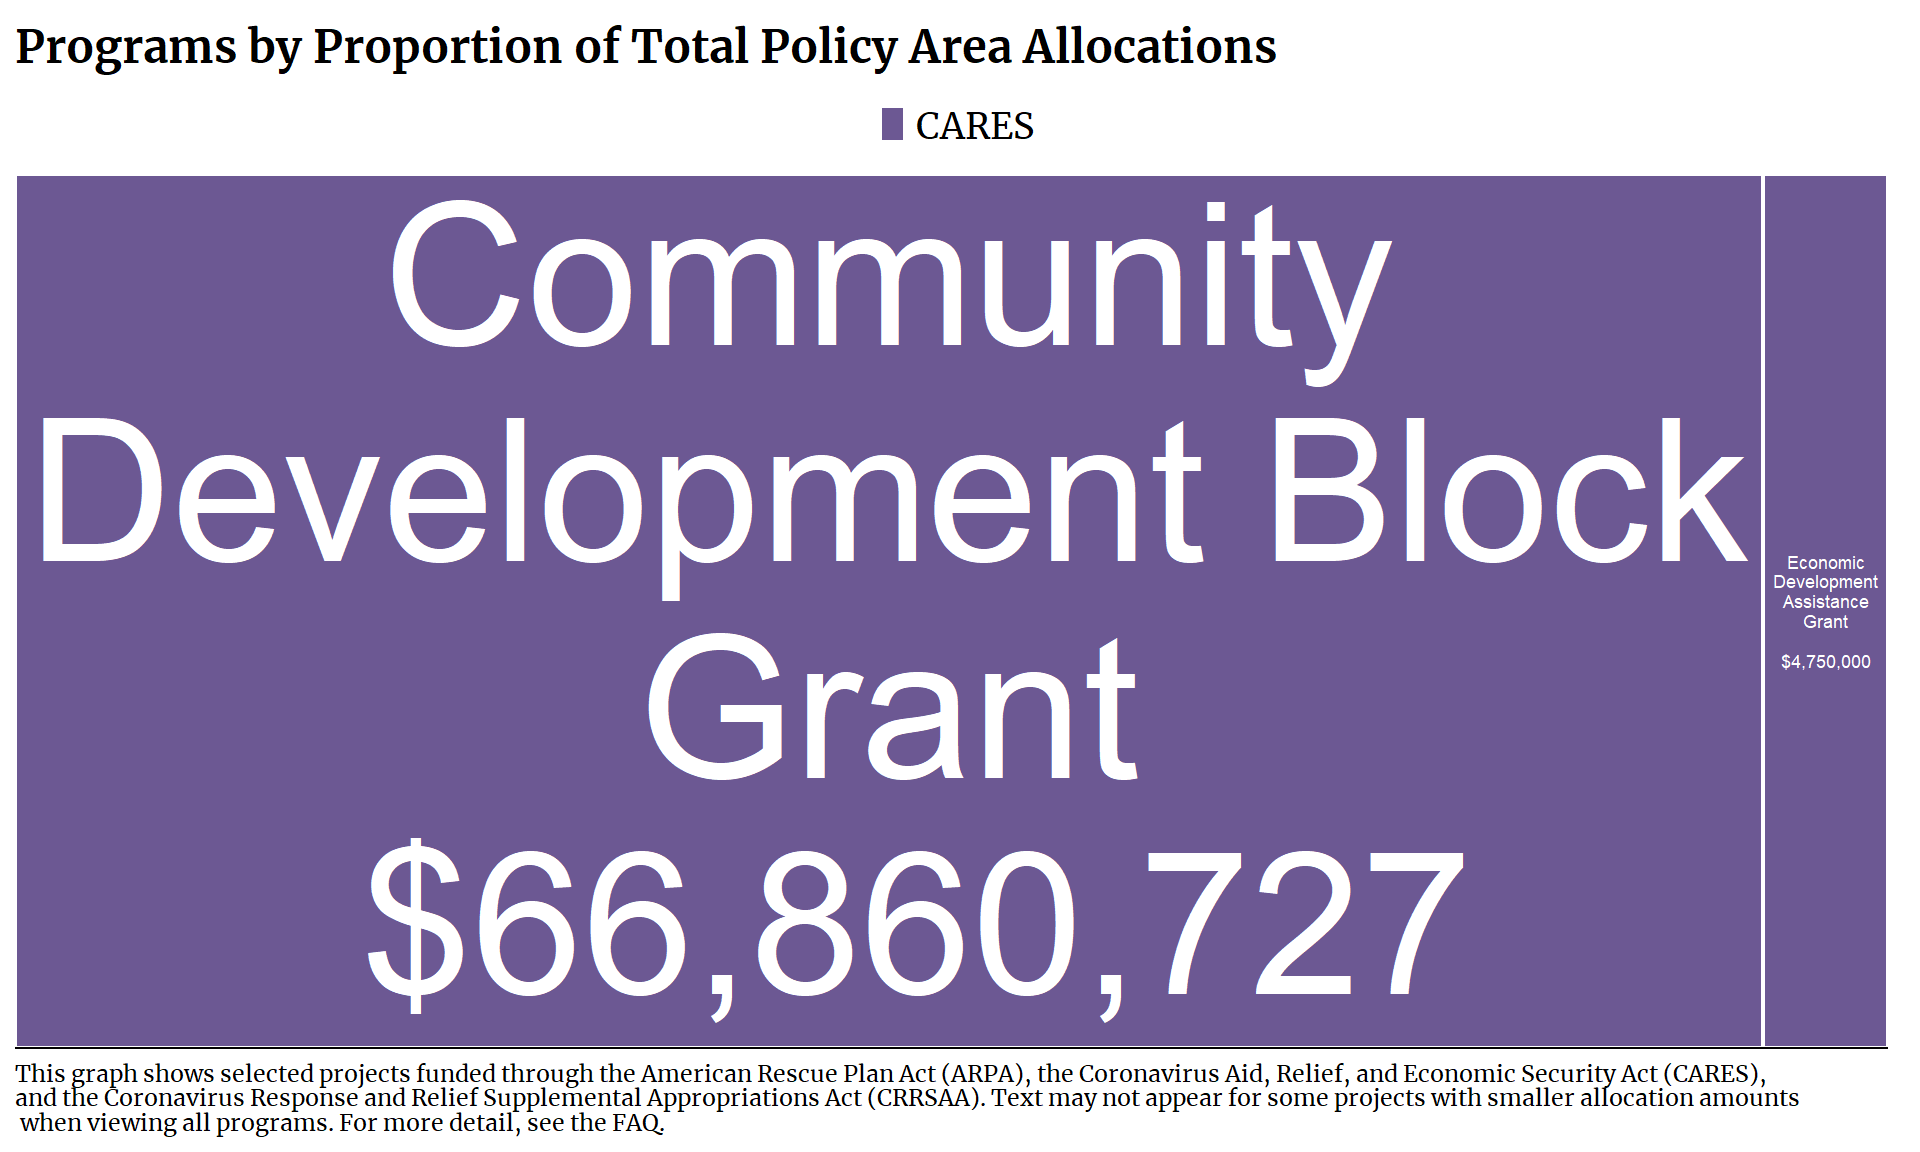 Programs by Proportion of Total Policy Area Allocations
CARES
Community
Development Block
Grant
$66,860,727
Economic
Development
Assistance
Grant
$4,750,000
This graph shows selected projects funded through the American Rescue Plan Act (ARPA), the Coronavirus Aid, Relief, and Economic Security Act (CARES),
and the Coronavirus Response and Relief Supplemental Appropriations Act (CRRSAA). Text may not appear for some projects with smaller allocation amounts
when viewing all programs. For more detail, see the FAQ.